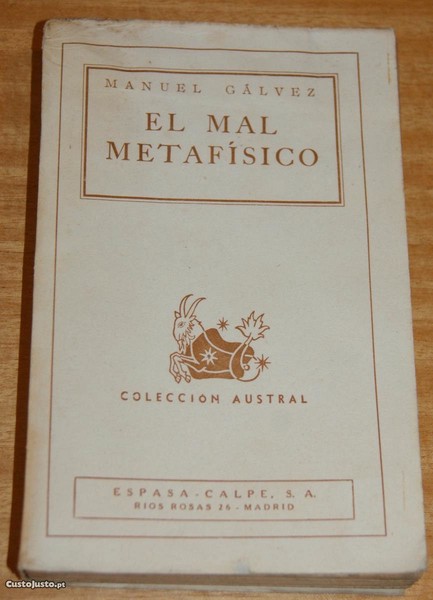 MANUEL GÁLVEZ
EL MAL
METAFÍSICO
COLECCIÓN AUSTRAL
ESPASA-CALPE, S. A.
RIOS ROSAS 26 - MADRID
CustoJusto.pt